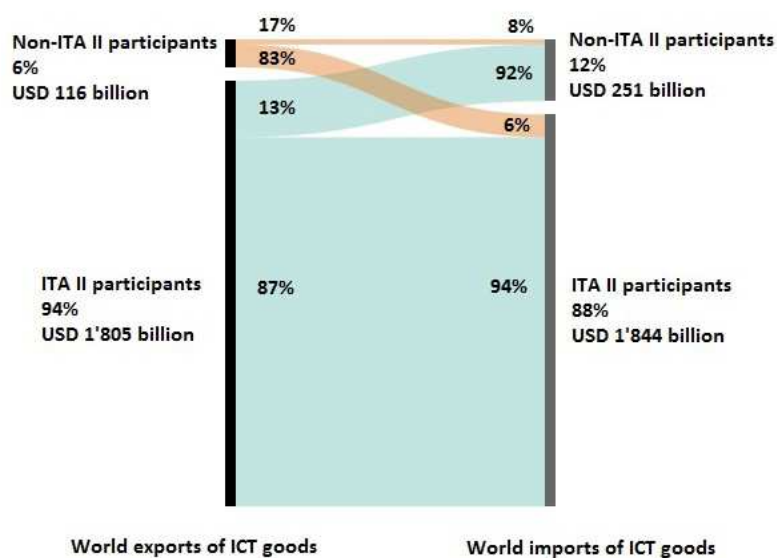 17%
8%
Non-ITA II participants
6%
USD 116 billion
83%
13%
92%
6%
Non-ITA II participants
12%
USD 251 billion
ITA II participants
94%
USD 1'805 billion
87%
94%
ITA II participants
88%
USD 1'844 billion
World exports of ICT goods
World imports of ICT goods